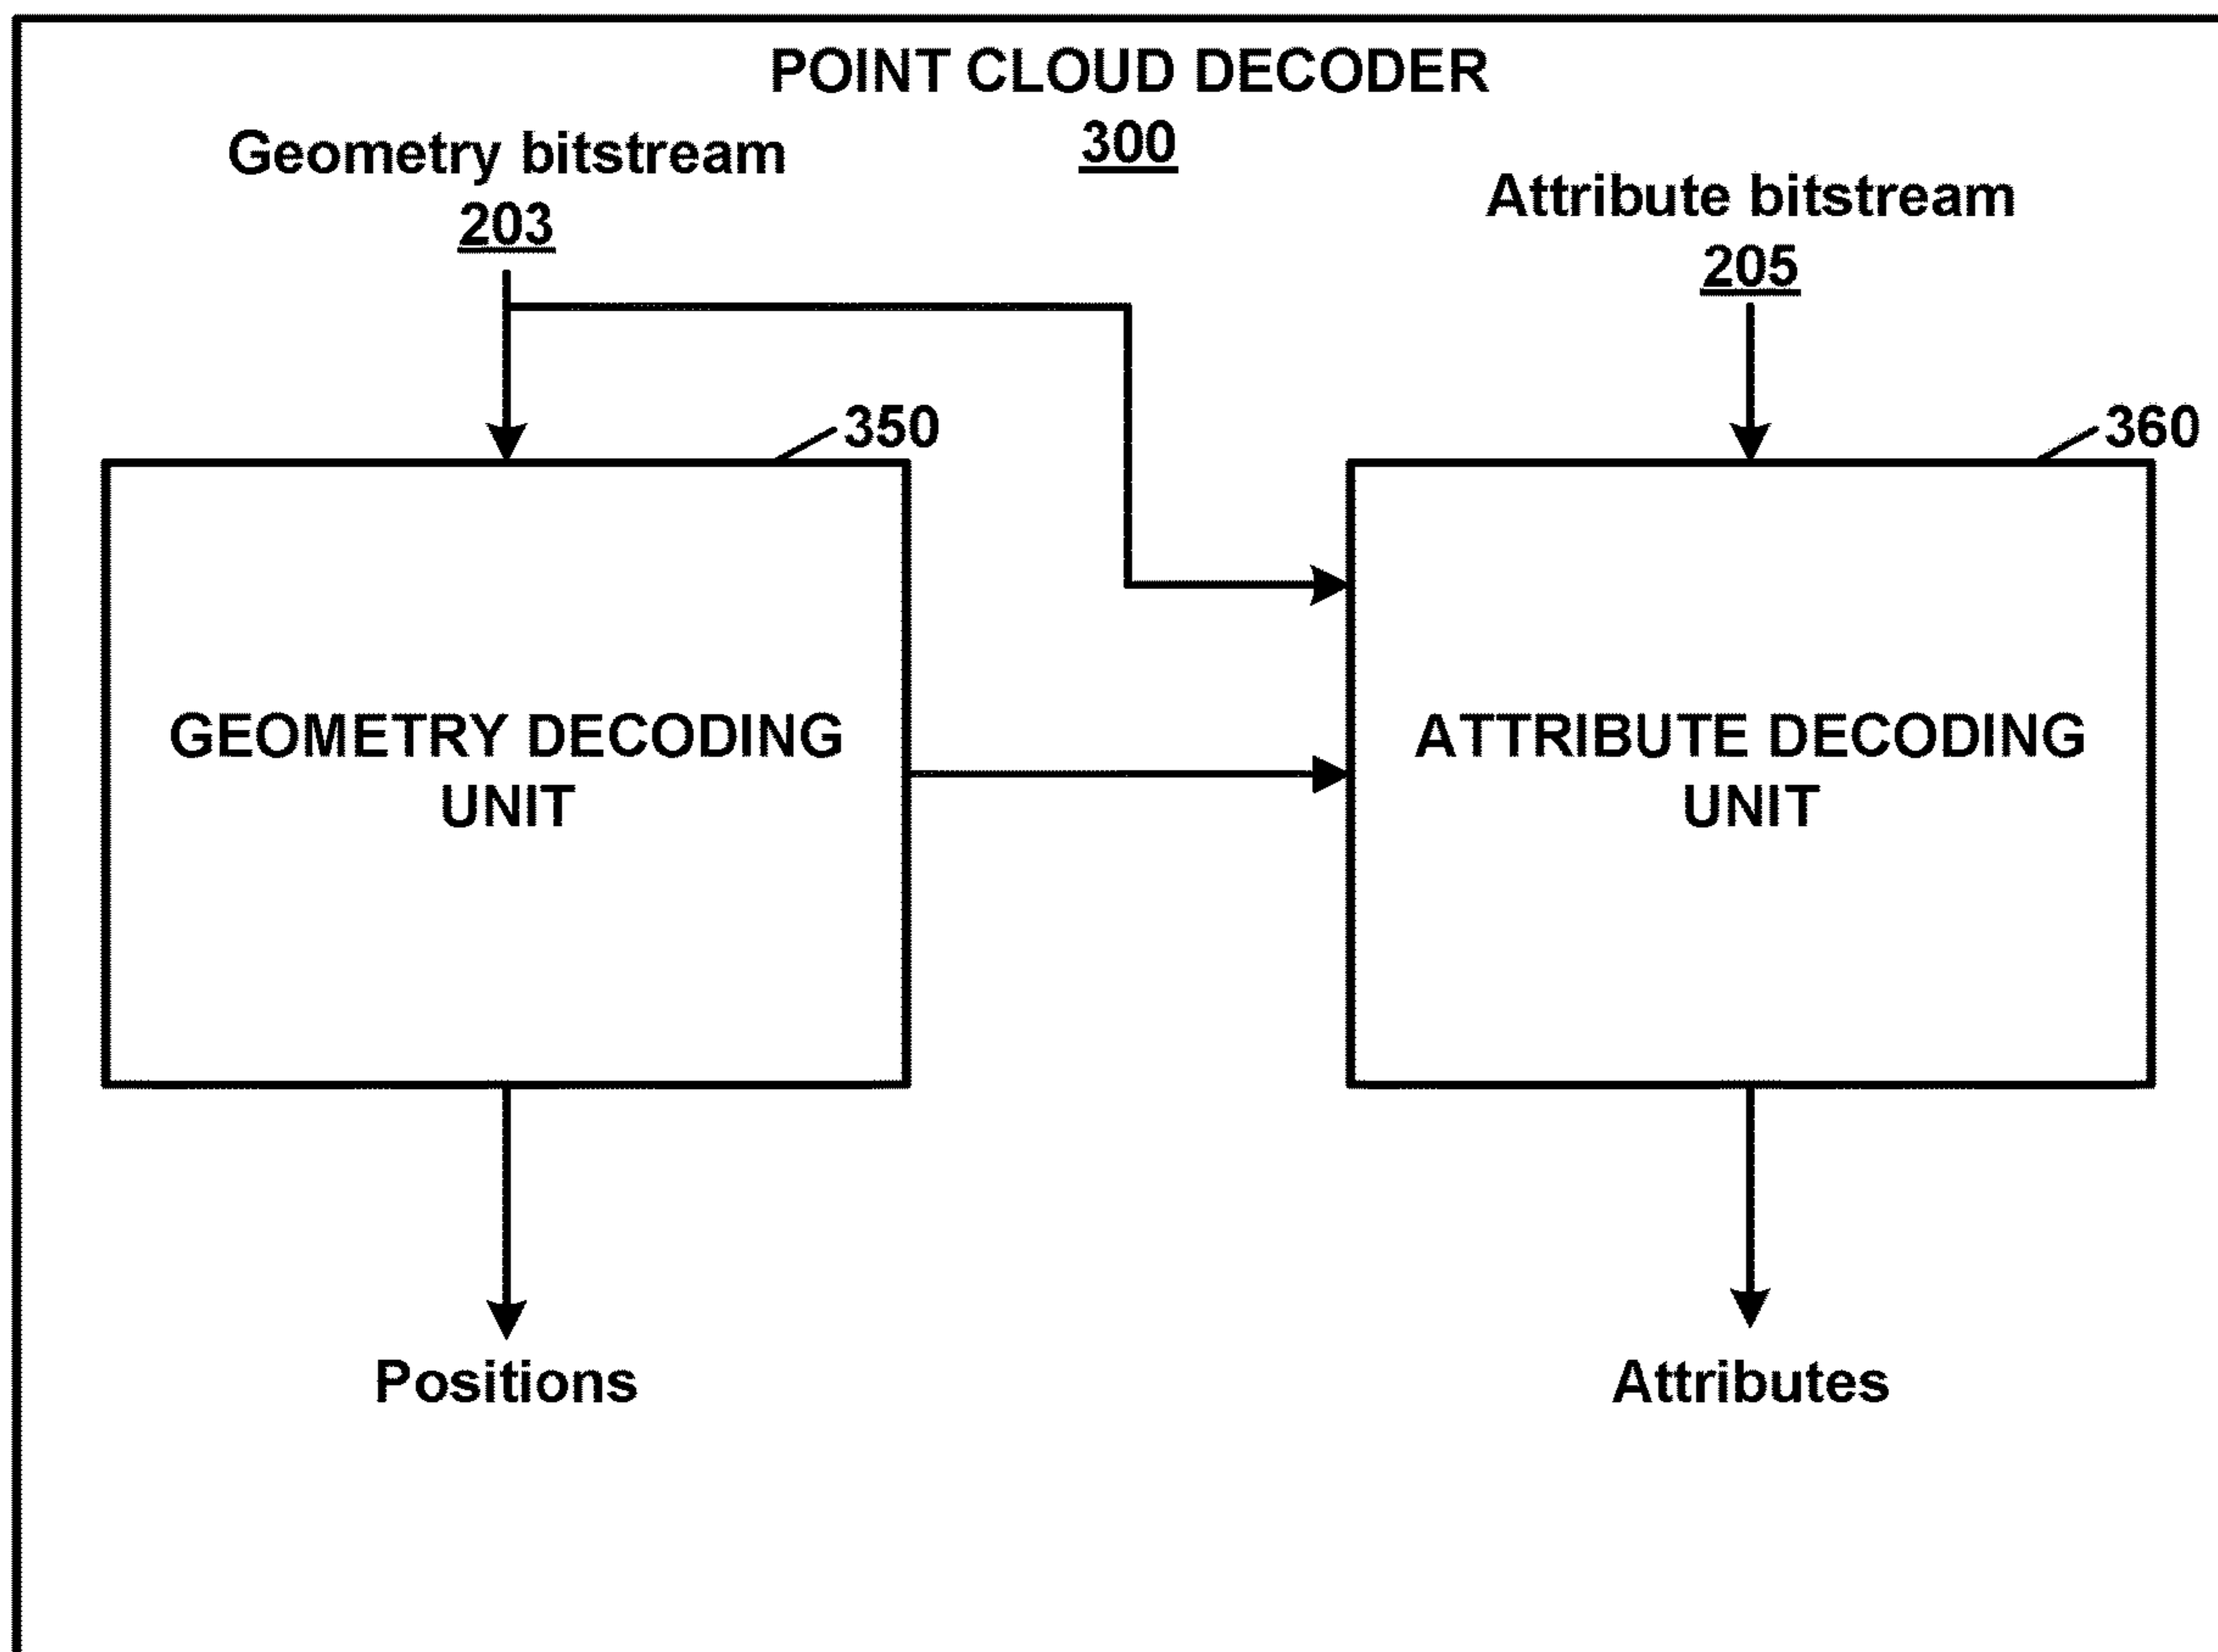 POINT CLOUD DECODER
300
Geometry bitstream
203
Attribute bitstream
205
350
360
GEOMETRY DECODING
UNIT
ATTRIBUTE DECODING
UNIT
Positions
Attributes